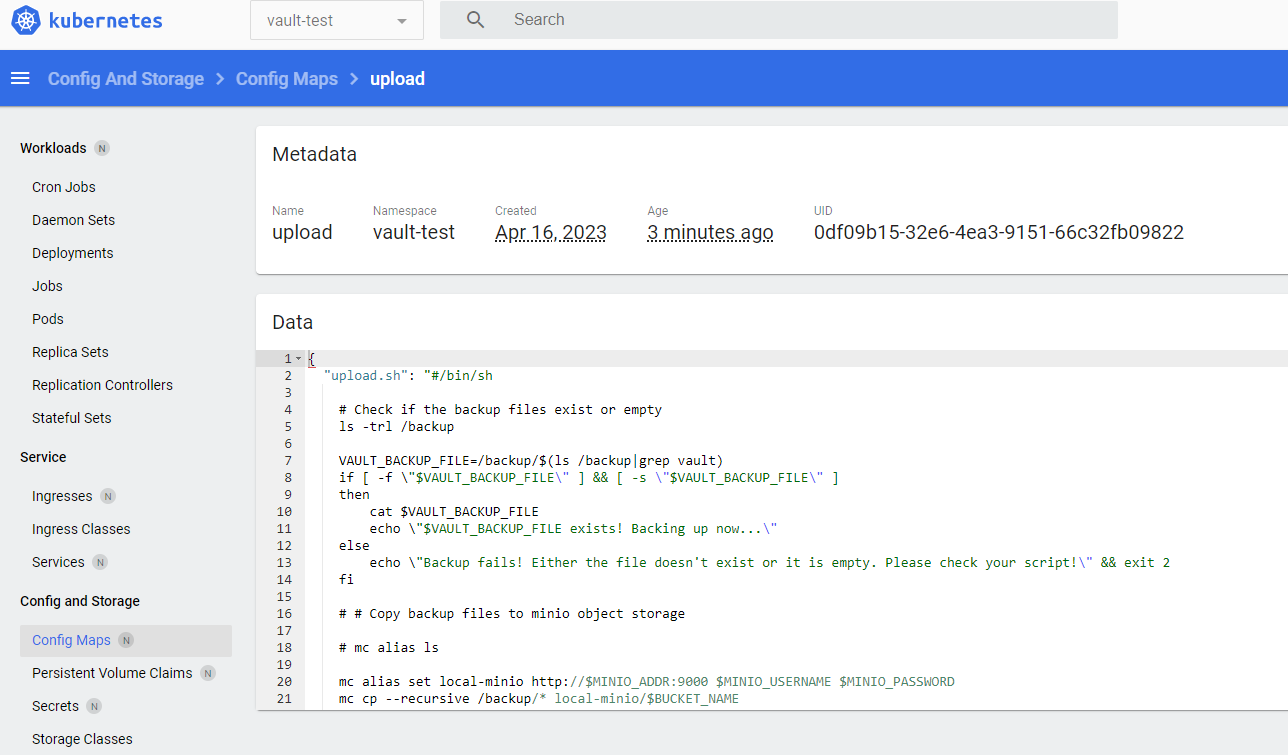 kubernetes
vault-test
Search
Config And Storage > Config Maps > upload
Workloads N
Cron Jobs
Daemon Sets
Deployments
Jobs
Pods
Replica Sets
Replication Controllers
Stateful Sets
Service
Ingresses N
Ingress Classes
Services N
Config and Storage
Config Maps N
Persistent Volume Claims N
Secrets N
Storage Classes
Metadata
Name Namespace Created Age UID
upload vault-test Apr 16, 2023 3 minutes ago 0df09b15-32e6-4ea3-9151-66c32fb09822
Data
1 {
2 "upload.sh": "#/bin/sh
3
4 # Check if the backup files exist or empty
5 ls -trl /backup
6
7 VAULT_BACKUP_FILE=/backup/$(ls /backup|grep vault)
8 if [ -f \"$VAULT_BACKUP_FILE\" ] && [ -s \"$VAULT_BACKUP_FILE\" ]
9 then
10 cat $VAULT_BACKUP_FILE
11 echo \"$VAULT_BACKUP_FILE exists! Backing up now...\"
12 else
13 echo \"Backup fails! Either the file doesn't exist or it is empty. Please check your script!\" && exit 2
14 fi
15
16 # # Copy backup files to minio object storage
17
18 # mc alias ls
19
20 mc alias set local-minio http://$MINIO_ADDR:9000 $MINIO_USERNAME $MINIO_PASSWORD
21 mc cp --recursive /backup/* local-minio/$BUCKET_NAME